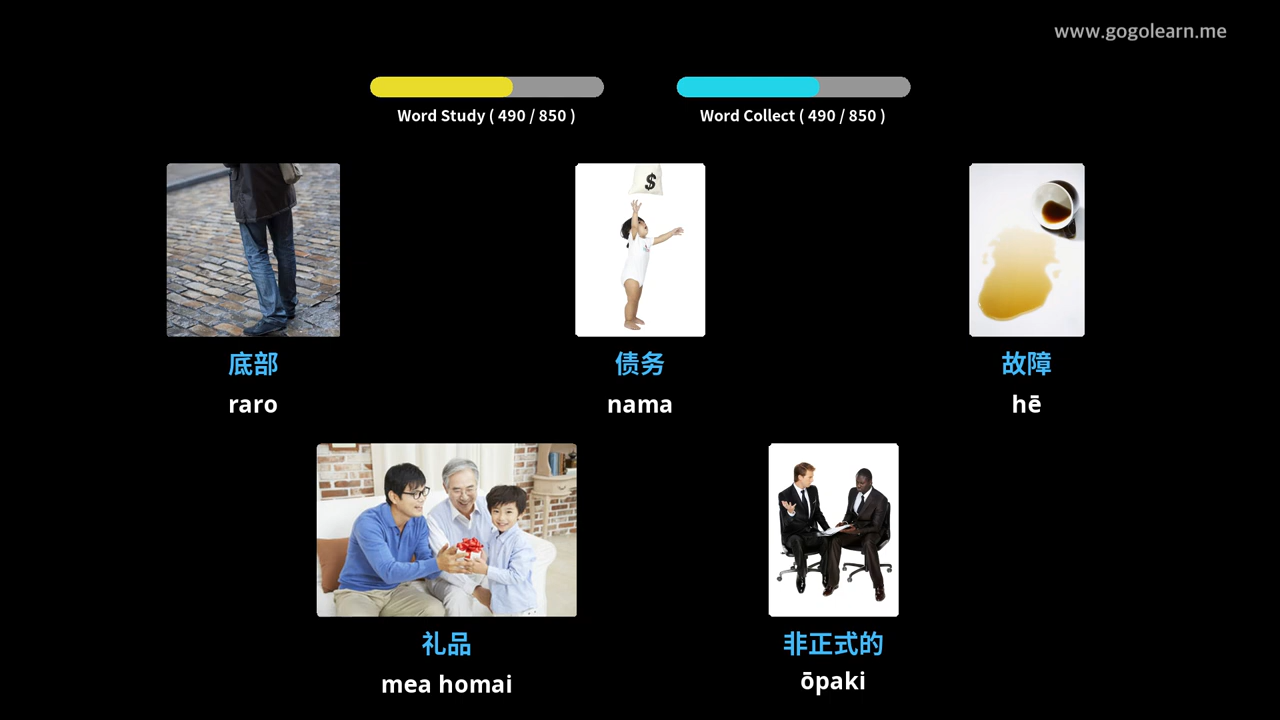 www.gogolearn.me
Word Study ( 490 / 850 )
Word Collect ( 490 / 850 )
$
底部
raro
债务
nama
故障
hē
礼品
mea homai
非正式的
ōpaki